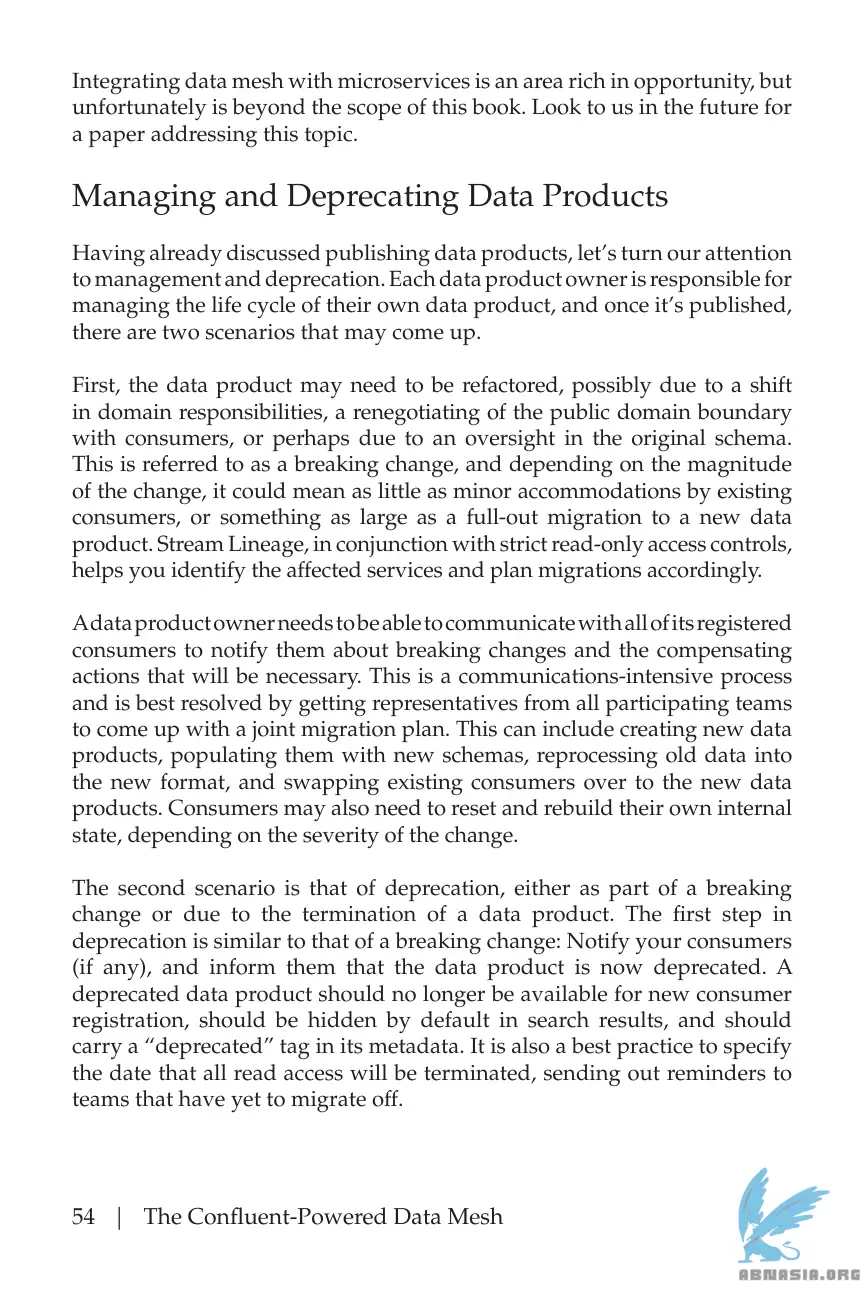 Integrating data mesh with microservices is an area rich in opportunity, but
unfortunately is beyond the scope of this book. Look to us in the future for
a paper addressing this topic.
Managing and Deprecating Data Products
Having already discussed publishing data products, let’s turn our attention
to management and deprecation. Each data product owner is responsible for
managing the life cycle of their own data product, and once it’s published,
there are two scenarios that may come up.
First, the data product may need to be refactored, possibly due to a shift
in domain responsibilities, a renegotiating of the public domain boundary
with consumers, or perhaps due to an oversight in the original schema.
This is referred to as a breaking change, and depending on the magnitude
of the change, it could mean as little as minor accommodations by existing
consumers, or something as large as a full-out migration to a new data
product. Stream Lineage, in conjunction with strict read-only access controls,
helps you identify the affected services and plan migrations accordingly.
A data product owner needs to be able to communicate with all of its registered
consumers to notify them about breaking changes and the compensating
actions that will be necessary. This is a communications-intensive process
and is best resolved by getting representatives from all participating teams
to come up with a joint migration plan. This can include creating new data
products, populating them with new schemas, reprocessing old data into
the new format, and swapping existing consumers over to the new data
products. Consumers may also need to reset and rebuild their own internal
state, depending on the severity of the change.
The second scenario is that of deprecation, either as part of a breaking
change or due to the termination of a data product. The first step in
deprecation is similar to that of a breaking change: Notify your consumers
(if any), and inform them that the data product is now deprecated. A
deprecated data product should no longer be available for new consumer
registration, should be hidden by default in search results, and should
carry a “deprecated” tag in its metadata. It is also a best practice to specify
the date that all read access will be terminated, sending out reminders to
teams that have yet to migrate off.
54 | The Confluent-Powered Data Mesh
ABNASIA.ORG